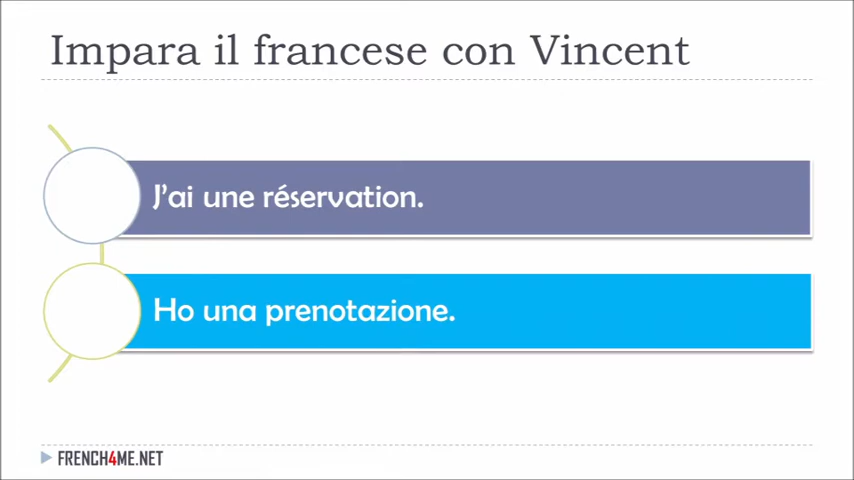 Impara il francese con Vincent
J'ai une réservation.
Ho una prenotazione.
FRENCH4ME.NET